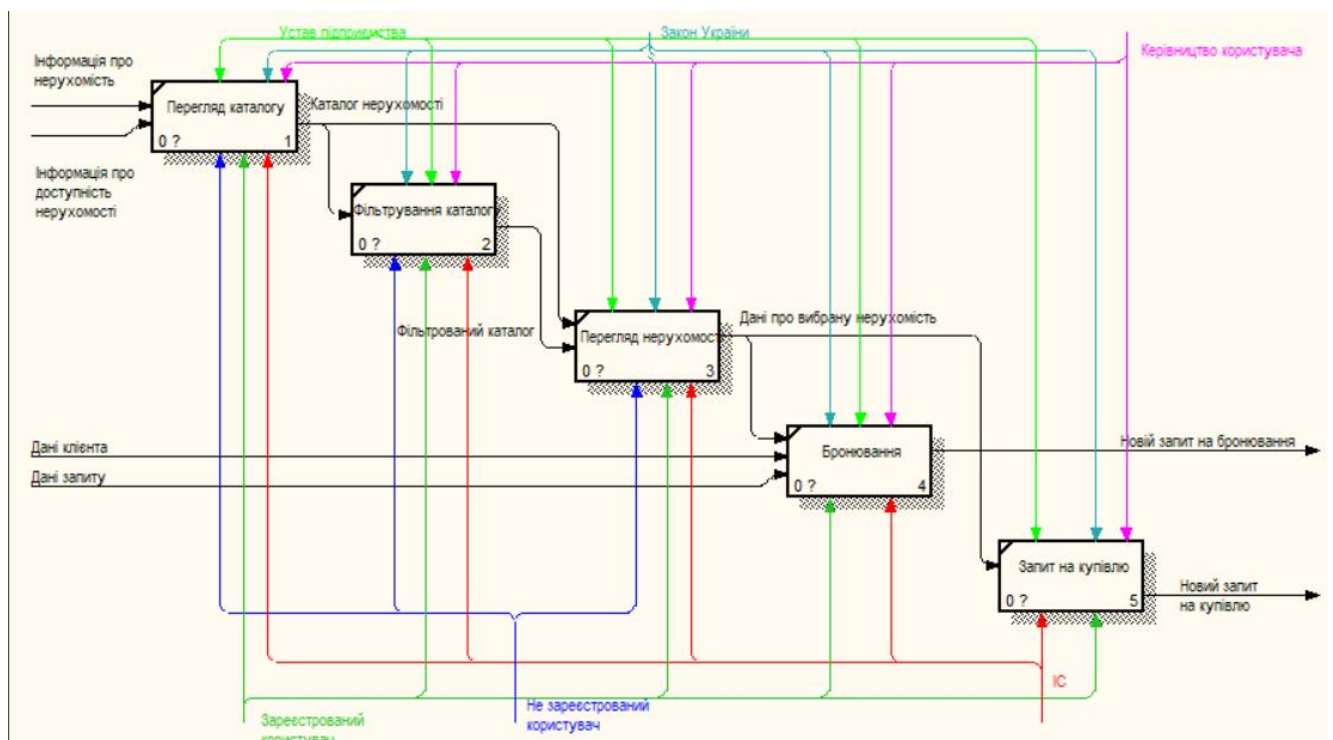 Устав підприємства
Закон України
Керівництво користувача
Інформація про
нерухомість
Перегляд каталогу
0 ?
1
Каталог нерухомості
Інформація про
доступність
нерухомості
Фільтрування каталогу
0 ?
2
Фільтрований каталог
Перегляд нерухомост
0 ?
3
Дані про вибрану нерухомість
Дані клієнта
Дані запиту
Бронювання
0 ?
4
Новій запит на бронювання
Запит на купівлю
0 ?
5
Новий запит
на купівлю
ІС
Не зареєстрований
користувач
Зареєстрований
користувач